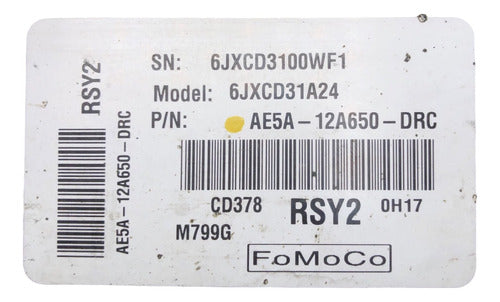 RSY2
AE5A-12A650-DRC
SN: 6JXCD3100WF1
Model: 6JXCD31A24
P/N: AE5A-12A650-DRC
CD378 RSY2 0H17
M799G
FoMoCo